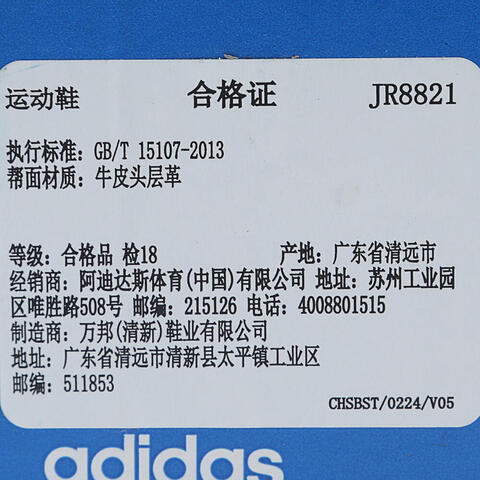 运动鞋 合格证 JR8821
执行标准: GB/T 15107-2013
帮面材质: 牛皮头层革
等级: 合格品 检18 产地: 广东省清远市
经销商: 阿迪达斯体育(中国)有限公司 地址: 苏州工业园
区唯胜路508号 邮编: 215126 电话: 4008801515
制造商: 万邦(清新)鞋业有限公司
地址: 广东省清远市清新县太平镇工业区
邮编: 511853
CHSBST/0224/V05
adidas